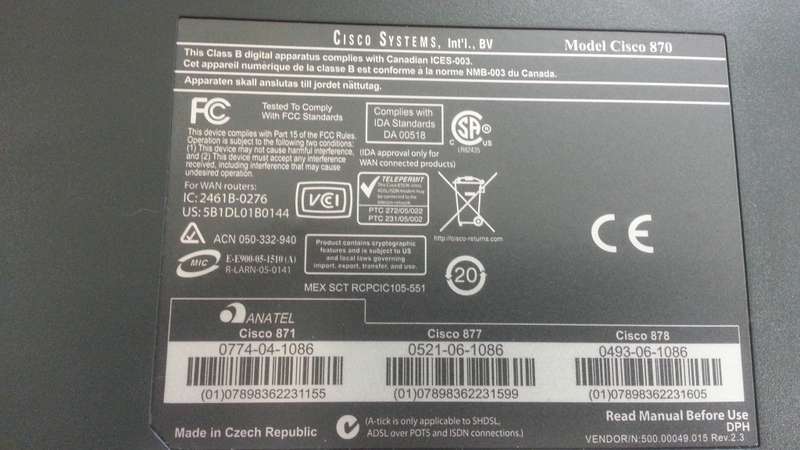 CISCO SYSTEMS, Int'l., BV
Model Cisco 870
This Class B digital apparatus complies with Canadian ICES-003.
Cet appareil numérique de la classe B est conforme à la norme NMB-003 du Canada.
Apparaten skall anslutas till jordet nättutag.
FC
Tested To Comply
With FCC Standards
This device complies with Part 15 of the FCC Rules.
Operation is subject to the following two conditions:
(1) This device may not cause harmful interference,
and (2) This device must accept any interference
received, including interference that may cause
undesired operation.
Complies with
IDA Standards
DA 00518
(IDA approval only for
WAN connected products)
SA
C US
For WAN routers:
IC: 2461B-0276
US: 5B1DL01B0144
VCI
TELEPERMIT
PTC 272/05/022
PTC 231/05/002
http://cisco-returns.com
CE
ACN 050-332-940
MIC
E-E900-05-1510 (A)
R-LARN-05-0141
Product contains cryptographic
features and is subject to US
and local laws governing
import, export, transfer, and use.
20
MEX SCT RCPCIC105-551
ANATEL
Cisco 871
0774-04-1086
(01)07898362231155
Cisco 877
0521-06-1086
(01)07898362231599
Cisco 878
0493-06-1086
(01)07898362231605
Made in Czech Republic
(A-tick is only applicable to SHDSL,
ADSL over POTS and ISDN connections.)
Read Manual Before Use
DPH
VENDOR/N:500.00049.015 Rev.2.3